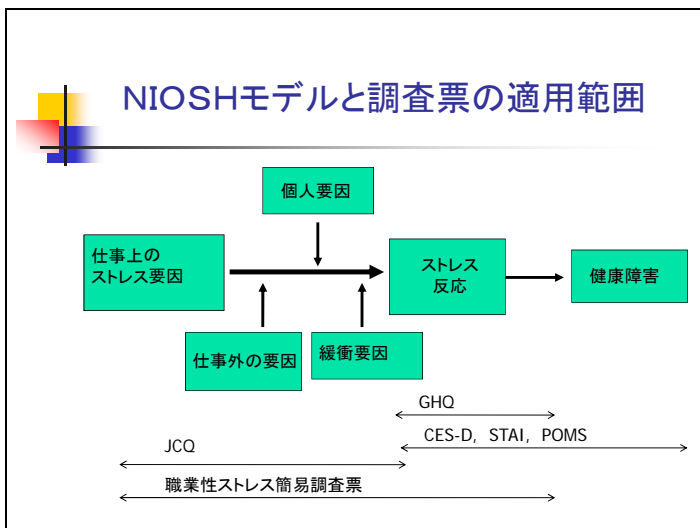 NIOSHモデルと調査票の適用範囲
個人要因
仕事上の
ストレス要因
ストレス
反応
健康障害
仕事外の要因
緩衝要因
GHQ
CES-D, STAI, POMS
JCQ
職業性ストレス簡易調査票